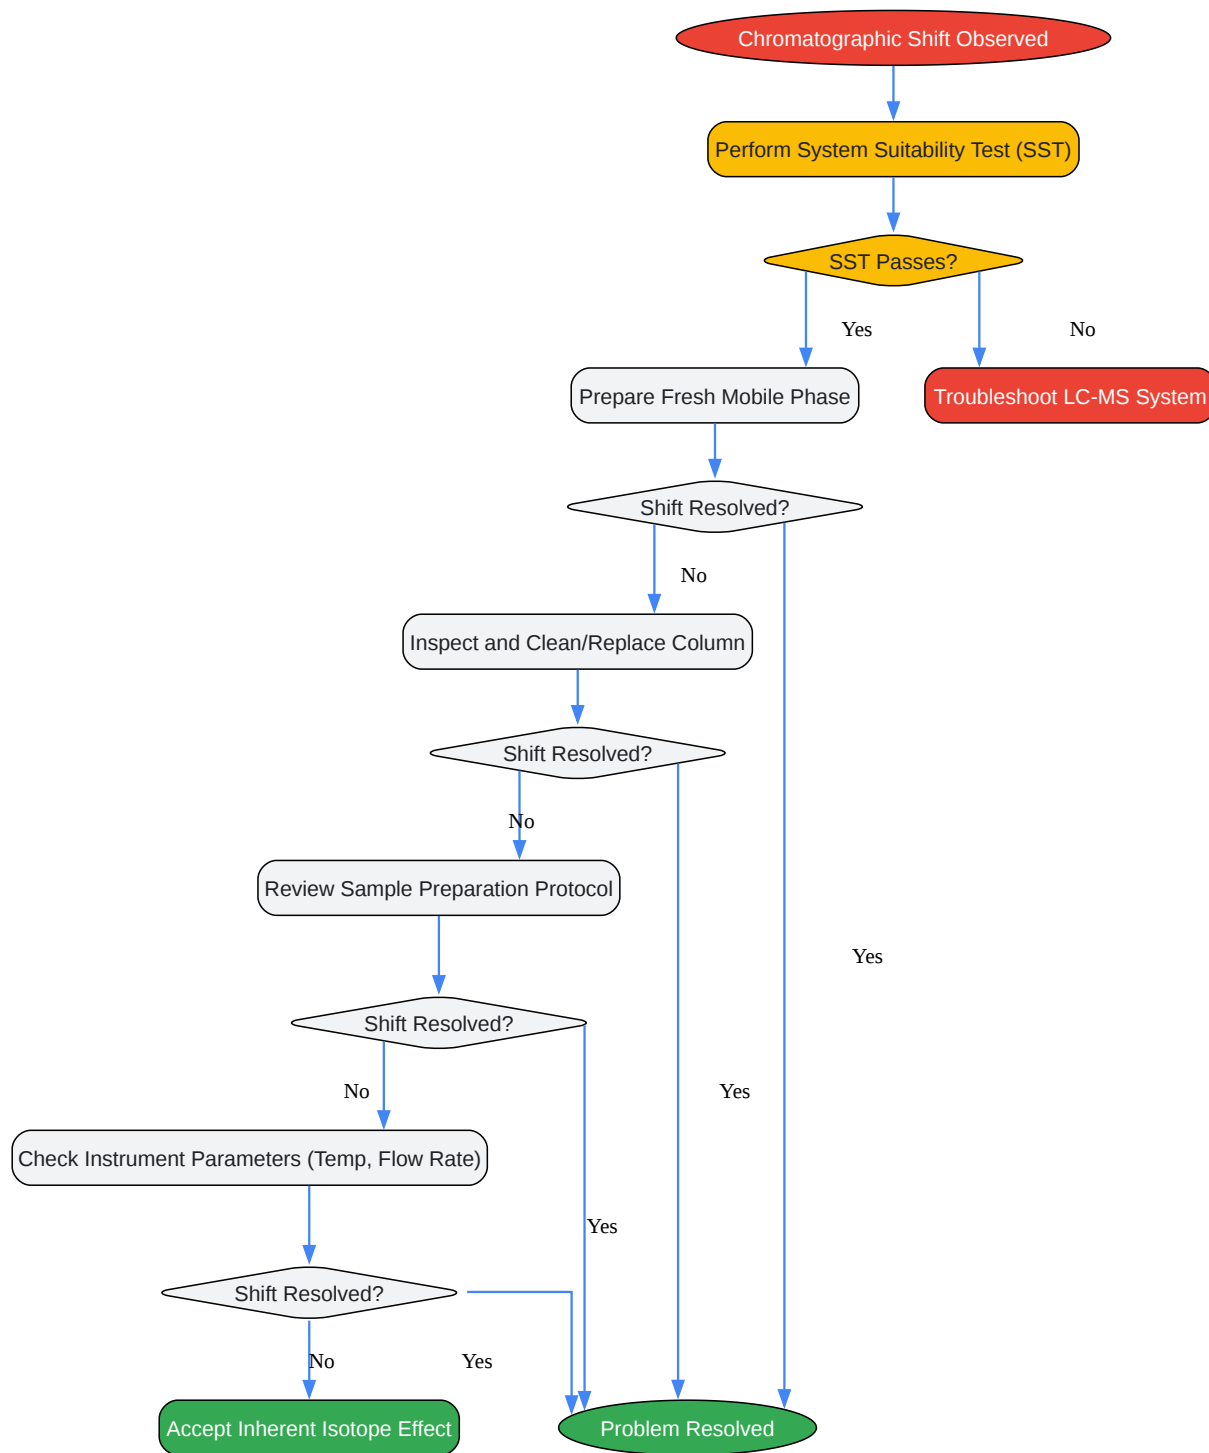 Chromatographic Shift Observed
Perform System Suitability Test (SST)
SST Passes?
Yes
No
Prepare Fresh Mobile Phase
Troubleshoot LC-MS System
Shift Resolved?
No
Inspect and Clean/Replace Column
Shift Resolved?
No
Review Sample Preparation Protocol
Yes
Shift Resolved?
No
Yes
Check Instrument Parameters (Temp, Flow Rate)
Yes
Shift Resolved?
No
Yes
Accept Inherent Isotope Effect
Problem Resolved